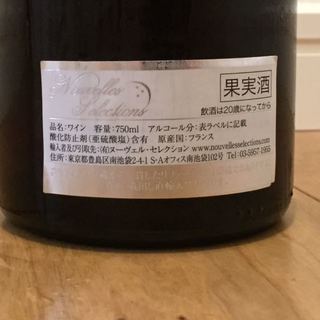 Nouvelles
Selections
果実酒
飲酒は20歳になってから
品名:ワイン 容量:750ml アルコール分:表ラベルに記載
酸化防止剤(亜硫酸塩)含有 原産国:フランス
輸入者及び引取先:(有)ヌーヴェル・セレクション www.nouvellesselections.com
住所:東京都豊島区南池袋2-4-1 S・Aオフィス南池袋102号 TEL 03-5957-1955